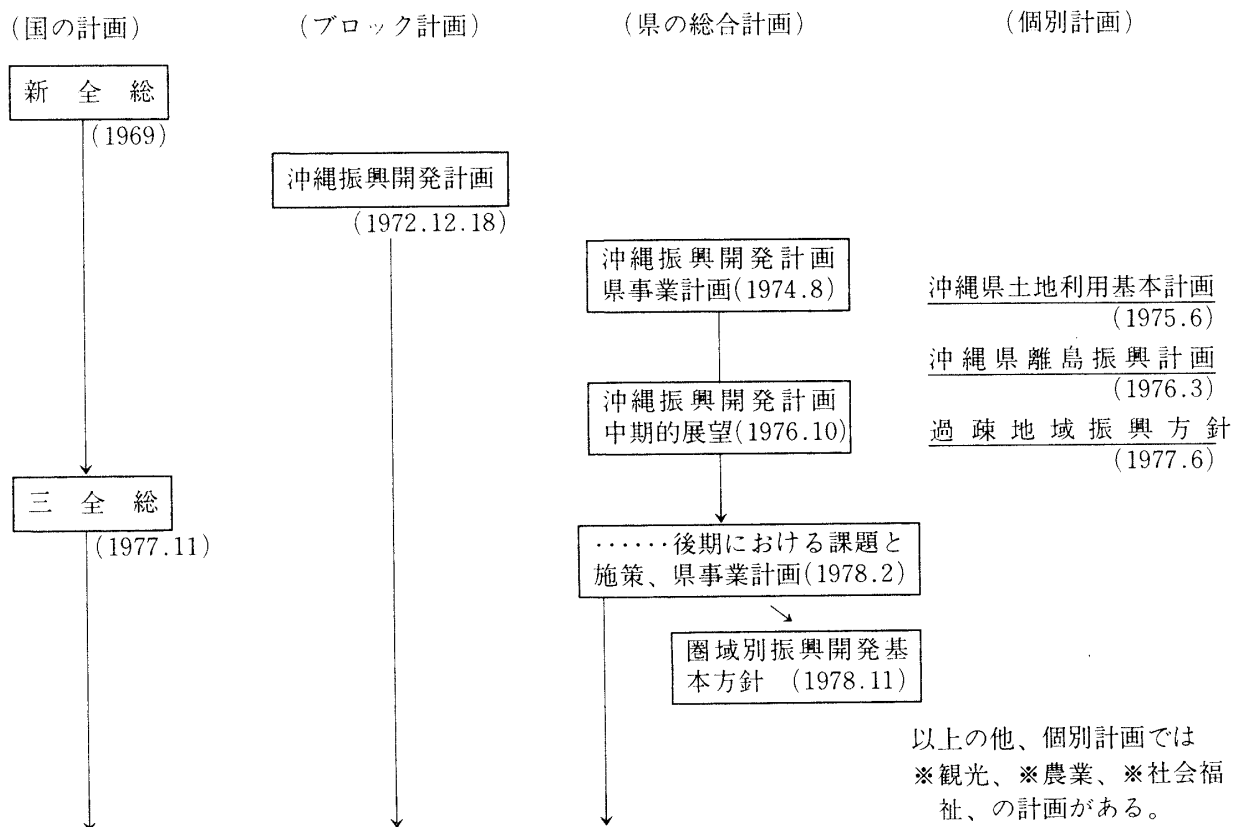 (国の計画)
(ブロック計画)
(県の総合計画)
(個別計画)
新全総
(1969)
沖縄振興開発計画
(1972.12.18)
沖縄振興開発計画
県事業計画(1974.8)
沖縄県土地利用基本計画
(1975.6)
沖縄県離島振興計画
(1976.3)
沖縄振興開発計画
中期的展望(1976.10)
過疎地域振興方針
(1977.6)
三全総
(1977.11)
……後期における課題と
施策、県事業計画(1978.2)
圏域別振興開発基
本方針 (1978.11)
以上の他、個別計画では
※観光、※農業、※社会福
祉、の計画がある。